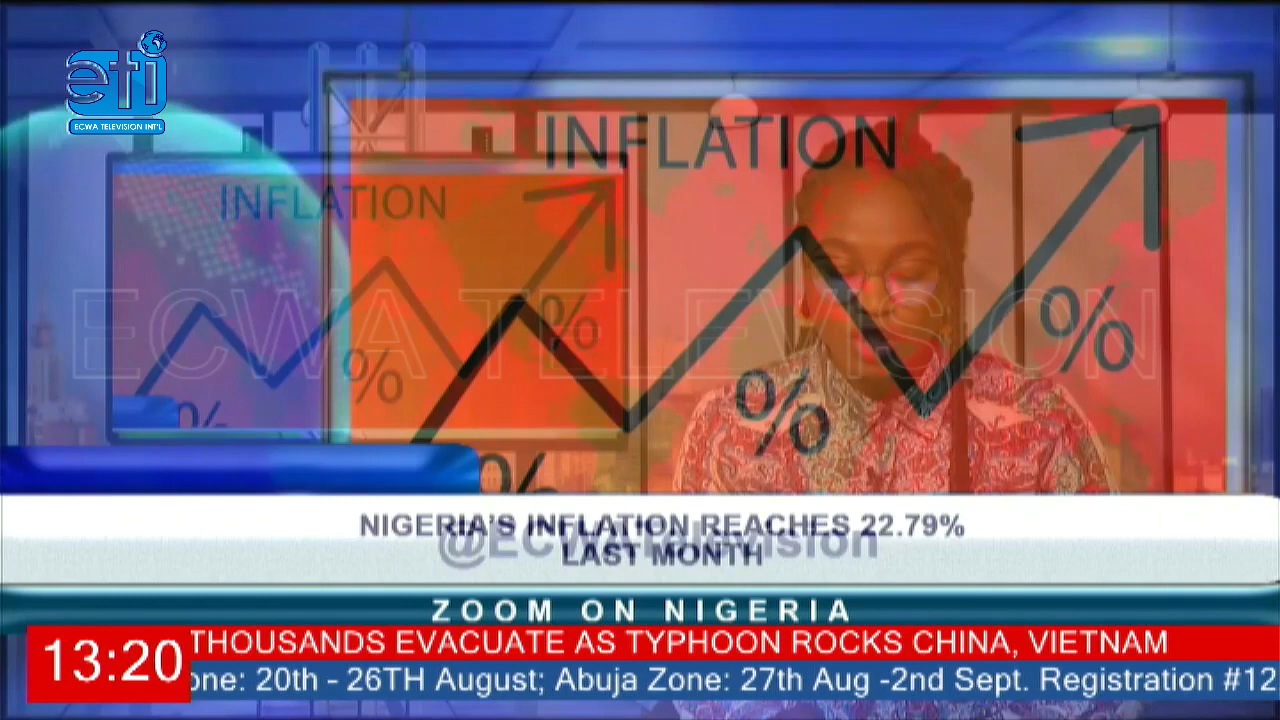 eti
ECWA TELEVISION INT'L
INFLATION
INFLATION
ECWA TELEVISION
%
%
%
%
%
%
NIGERIA'S INFLATION REACHES 22.79%
LAST MONTH
@ECWATelevision
ZOOM ON NIGERIA
13:20
THOUSANDS EVACUATE AS TYPHOON ROCKS CHINA, VIETNAM
one: 20th - 26TH August; Abuja Zone: 27th Aug -2nd Sept. Registration #12